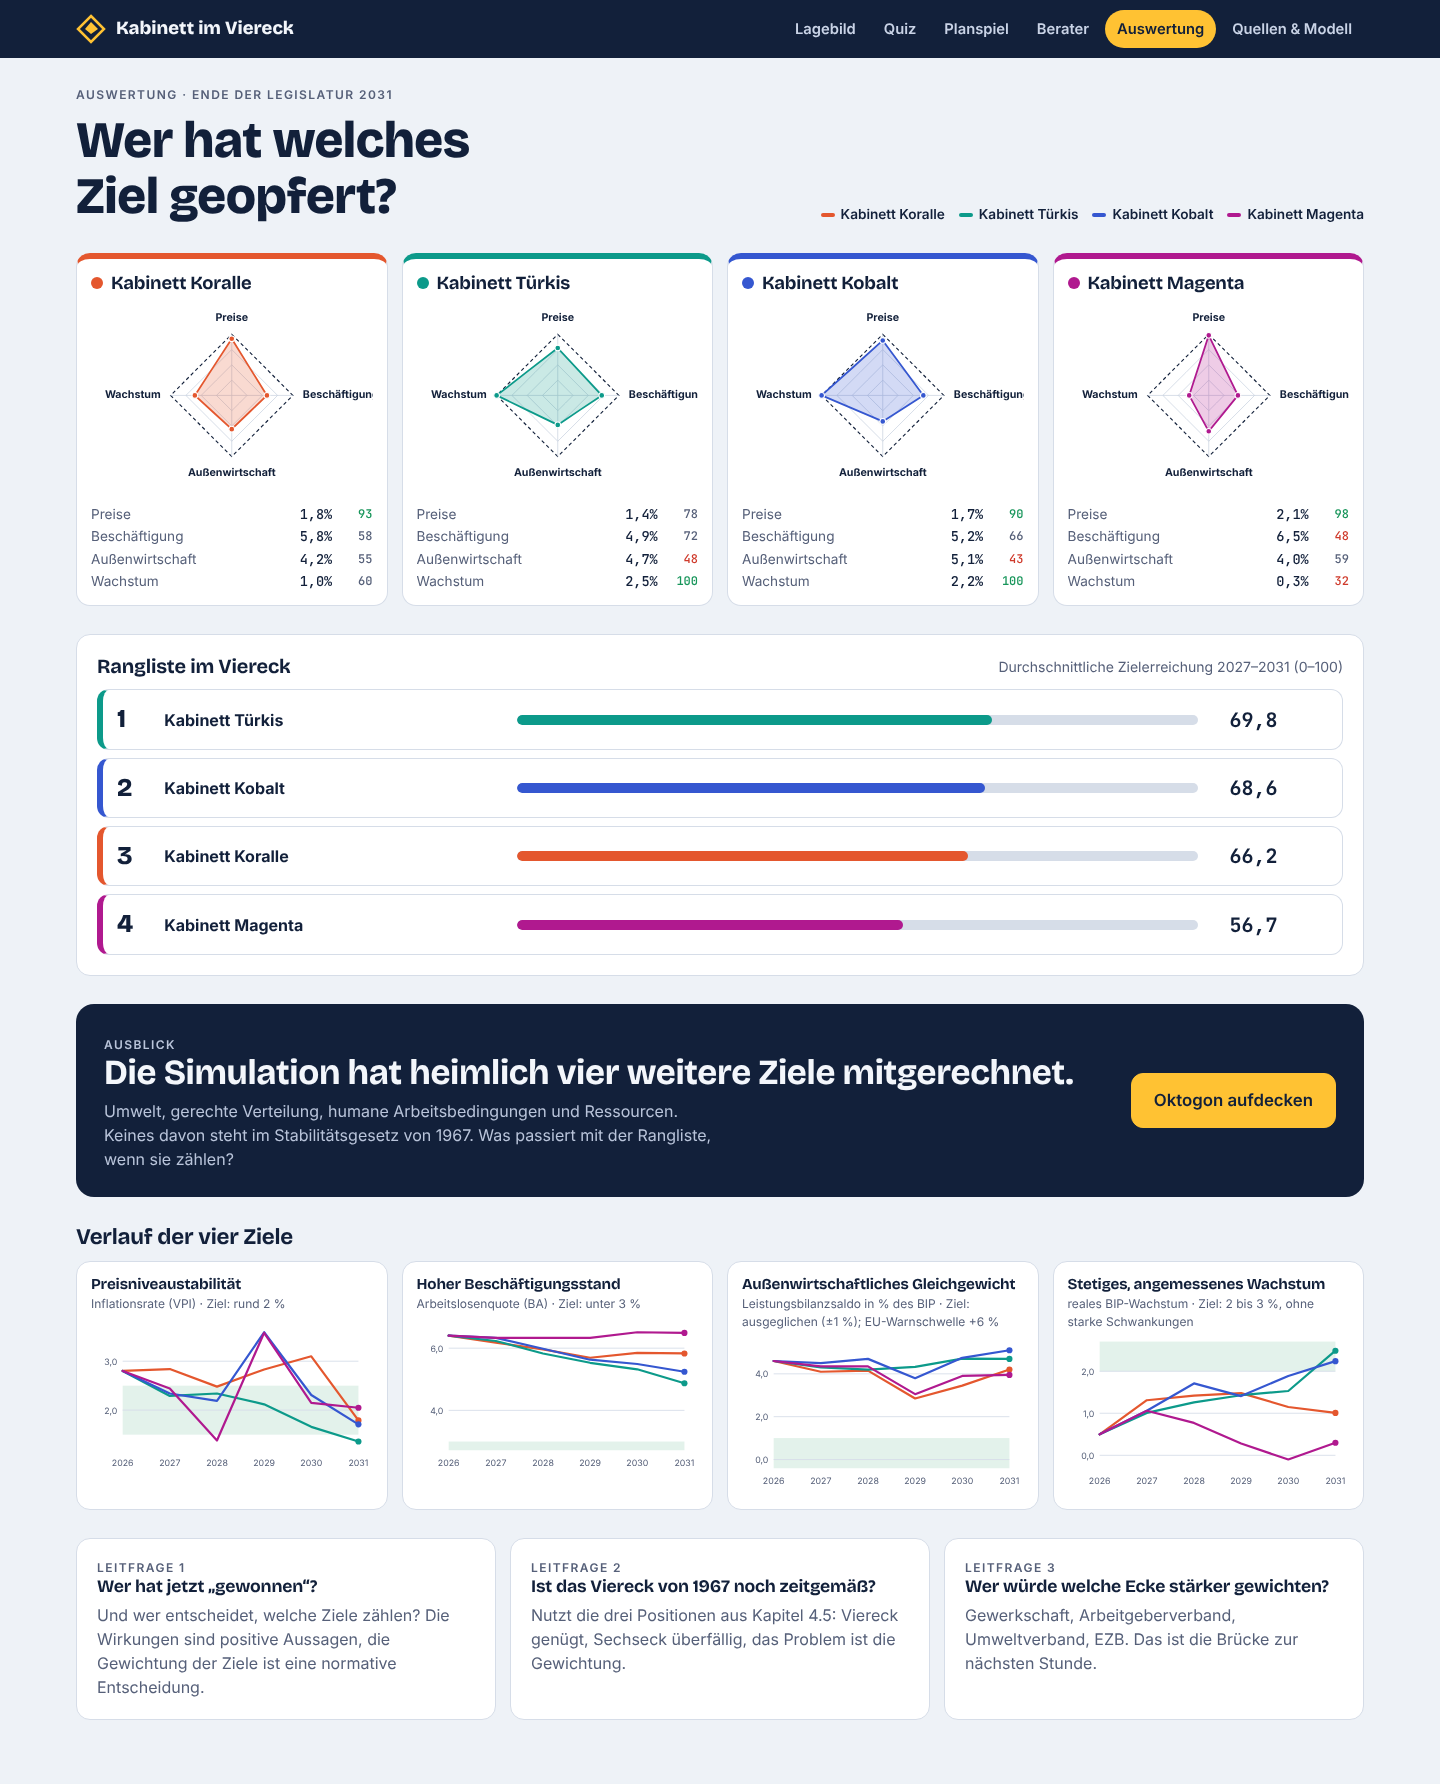 Kabinett im Viereck
Lagebild Quiz Planspiel Berater Auswertung Quellen & Modell
AUSWERTUNG · ENDE DER LEGISLATUR 2031
Wer hat welches
Ziel geopfert?
Kabinett Koralle Kabinett Türkis Kabinett Kobalt Kabinett Magenta
Kabinett Koralle
Preise
Wachstum Beschäftigun
Außenwirtschaft
Preise 1,8% 93
Beschäftigung 5,8% 58
Außenwirtschaft 4,2% 55
Wachstum 1,0% 60
Kabinett Türkis
Preise
Wachstum Beschäftigun
Außenwirtschaft
Preise 1,4% 78
Beschäftigung 4,9% 72
Außenwirtschaft 4,7% 48
Wachstum 2,5% 100
Kabinett Kobalt
Preise
Wachstum Beschäftigun
Außenwirtschaft
Preise 1,7% 90
Beschäftigung 5,2% 66
Außenwirtschaft 5,1% 43
Wachstum 2,2% 100
Kabinett Magenta
Preise
Wachstum Beschäftigun
Außenwirtschaft
Preise 2,1% 98
Beschäftigung 6,5% 48
Außenwirtschaft 4,0% 59
Wachstum 0,3% 32
Rangliste im Viereck
Durchschnittliche Zielerreichung 2027–2031 (0–100)
1 Kabinett Türkis 69,8
2 Kabinett Kobalt 68,6
3 Kabinett Koralle 66,2
4 Kabinett Magenta 56,7
AUSBLICK
Die Simulation hat heimlich vier weitere Ziele mitgerechnet.
Umwelt, gerechte Verteilung, humane Arbeitsbedingungen und Ressourcen.
Keines davon steht im Stabilitätsgesetz von 1967. Was passiert mit der Rangliste,
wenn sie zählen?
Oktogon aufdecken
Verlauf der vier Ziele
Preisniveaustabilität
Inflationsrate (VPI) · Ziel: rund 2 %
3,0
2,0
2026 2027 2028 2029 2030 2031
Hoher Beschäftigungsstand
Arbeitslosenquote (BA) · Ziel: unter 3 %
6,0
4,0
2026 2027 2028 2029 2030 2031
Außenwirtschaftliches Gleichgewicht
Leistungsbilanzsaldo in % des BIP · Ziel:
ausgeglichen (±1 %); EU-Warnschwelle +6 %
4,0
2,0
0,0
2026 2027 2028 2029 2030 2031
Stetiges, angemessenes Wachstum
reales BIP-Wachstum · Ziel: 2 bis 3 %, ohne
starke Schwankungen
2,0
1,0
0,0
2026 2027 2028 2029 2030 2031
LEITFRAGE 1
Wer hat jetzt „gewonnen“?
Und wer entscheidet, welche Ziele zählen? Die
Wirkungen sind positive Aussagen, die
Gewichtung der Ziele ist eine normative
Entscheidung.
LEITFRAGE 2
Ist das Viereck von 1967 noch zeitgemäß?
Nutzt die drei Positionen aus Kapitel 4.5: Viereck
genügt, Sechseck überfällig, das Problem ist die
Gewichtung.
LEITFRAGE 3
Wer würde welche Ecke stärker gewichten?
Gewerkschaft, Arbeitgeberverband,
Umweltverband, EZB. Das ist die Brücke zur
nächsten Stunde.